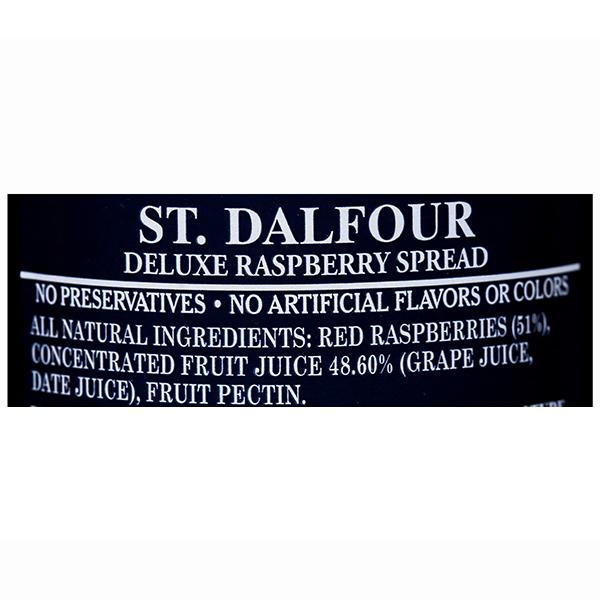 ST. DALFOUR
DELUXE RASPBERRY SPREAD
NO PRESERVATIVES • NO ARTIFICIAL FLAVORS OR COLORS
ALL NATURAL INGREDIENTS: RED RASPBERRIES (51%),
CONCENTRATED FRUIT JUICE 48.60% (GRAPE JUICE,
DATE JUICE), FRUIT PECTIN.